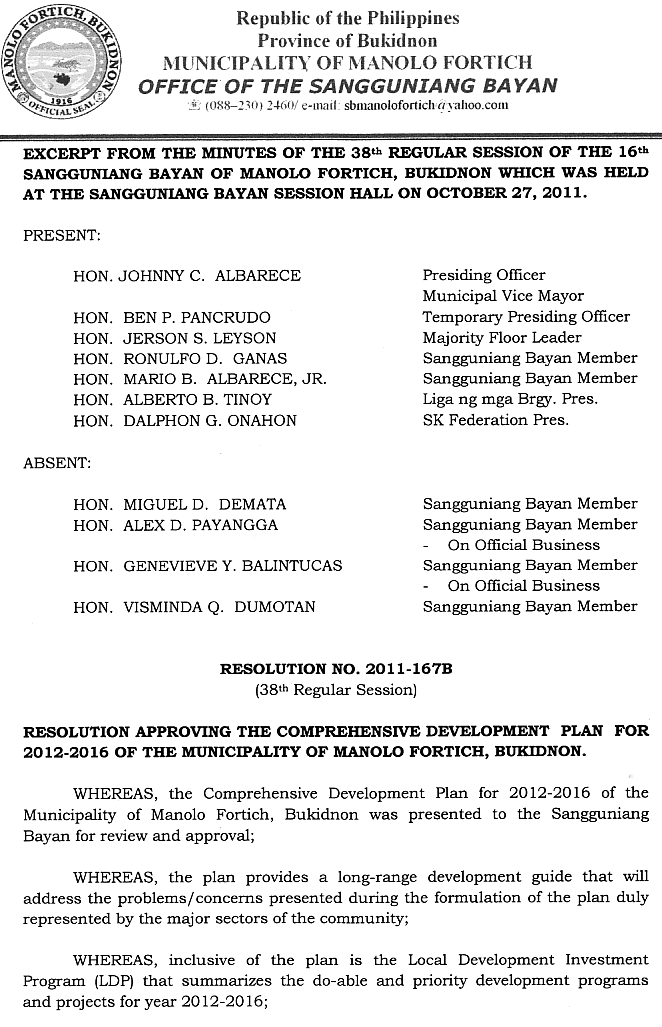 MANOLO FORTICH, BUKIDNON
1916
OFFICIAL SEAL
Republic of the Philippines
Province of Bukidnon
MUNICIPALITY OF MANOLO FORTICH
OFFICE OF THE SANGGUNIANG BAYAN
☏ (088–230) 2460/ e-mail: sbmanolofortich@yahoo.com
EXCERPT FROM THE MINUTES OF THE 38th REGULAR SESSION OF THE 16th
SANGGUNIANG BAYAN OF MANOLO FORTICH, BUKIDNON WHICH WAS HELD
AT THE SANGGUNIANG BAYAN SESSION HALL ON OCTOBER 27, 2011.
PRESENT:
HON. JOHNNY C. ALBARECE Presiding Officer
Municipal Vice Mayor
HON. BEN P. PANCRUDO Temporary Presiding Officer
HON. JERSON S. LEYSON Majority Floor Leader
HON. RONULFO D. GANAS Sangguniang Bayan Member
HON. MARIO B. ALBARECE, JR. Sangguniang Bayan Member
HON. ALBERTO B. TINOY Liga ng mga Brgy. Pres.
HON. DALPHON G. ONAHON SK Federation Pres.
ABSENT:
HON. MIGUEL D. DEMATA Sangguniang Bayan Member
HON. ALEX D. PAYANGGA Sangguniang Bayan Member
- On Official Business
HON. GENEVIEVE Y. BALINTUCAS Sangguniang Bayan Member
- On Official Business
HON. VISMINDA Q. DUMOTAN Sangguniang Bayan Member
RESOLUTION NO. 2011-167B
(38th Regular Session)
RESOLUTION APPROVING THE COMPREHENSIVE DEVELOPMENT PLAN FOR
2012-2016 OF THE MUNICIPALITY OF MANOLO FORTICH, BUKIDNON.
WHEREAS, the Comprehensive Development Plan for 2012-2016 of the
Municipality of Manolo Fortich, Bukidnon was presented to the Sangguniang
Bayan for review and approval;
WHEREAS, the plan provides a long-range development guide that will
address the problems/concerns presented during the formulation of the plan duly
represented by the major sectors of the community;
WHEREAS, inclusive of the plan is the Local Development Investment
Program (LDP) that summarizes the do-able and priority development programs
and projects for year 2012-2016;